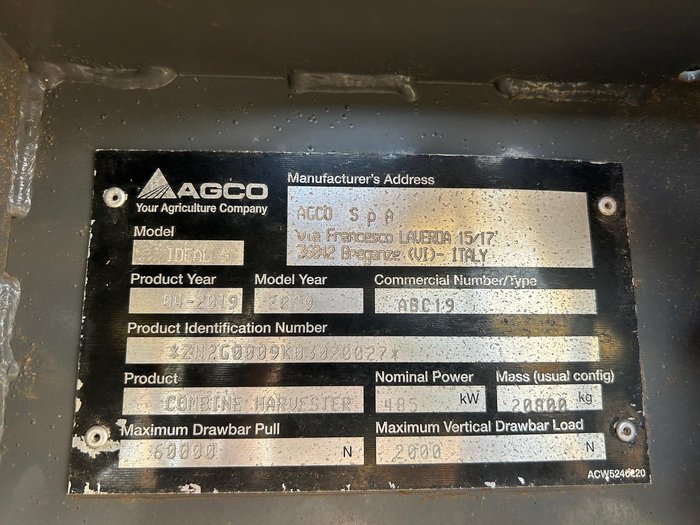 AGCO
Your Agriculture Company
Manufacturer's Address
AGCO S p A
Via Francesco LAVERDA 15/17
36042 Breganze (VI)- ITALY
Model
IDEAL 9
Product Year
Model Year
Commercial Number/Type
04-2019
2019
ABC19
Product Identification Number
*ZN2G0009K03020027*
Product
Nominal Power
Mass (usual config)
COMBINE HARVESTER
485 kW
20800 kg
Maximum Drawbar Pull
Maximum Vertical Drawbar Load
60000 N
2000 N